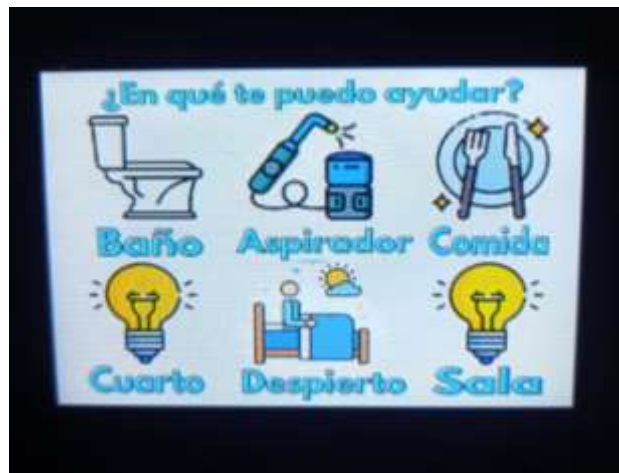 ¿En qué te puedo ayudar?
Baño Aspirador Comida
Cuarto Despierto Sala